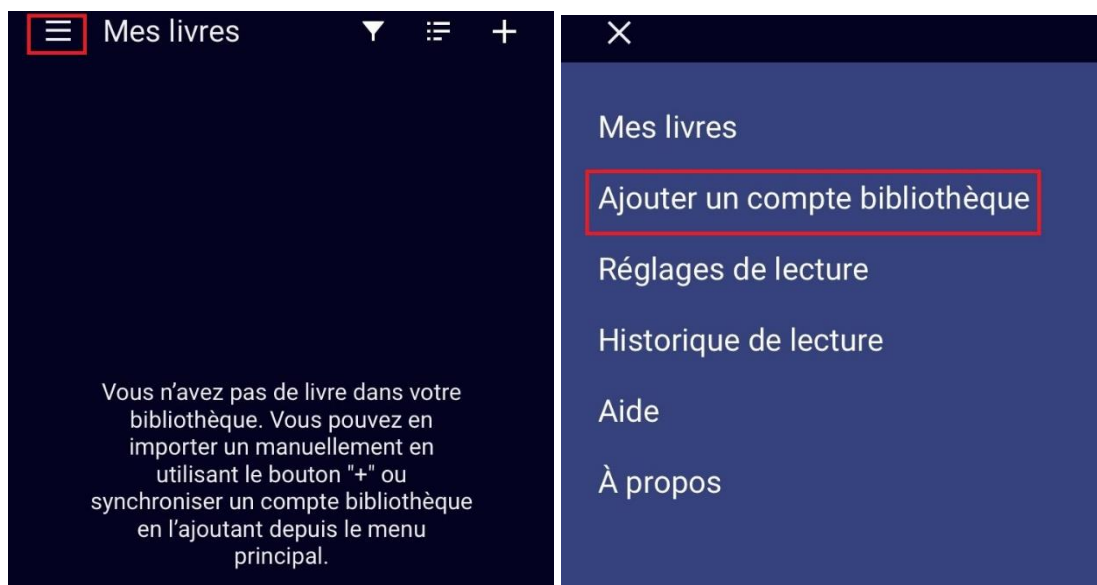 Mes livres
Vous n’avez pas de livre dans votre
bibliothèque. Vous pouvez en
importer un manuellement en
utilisant le bouton "+" ou
synchroniser un compte bibliothèque
en l’ajoutant depuis le menu
principal.
Mes livres
Ajouter un compte bibliothèque
Réglages de lecture
Historique de lecture
Aide
À propos